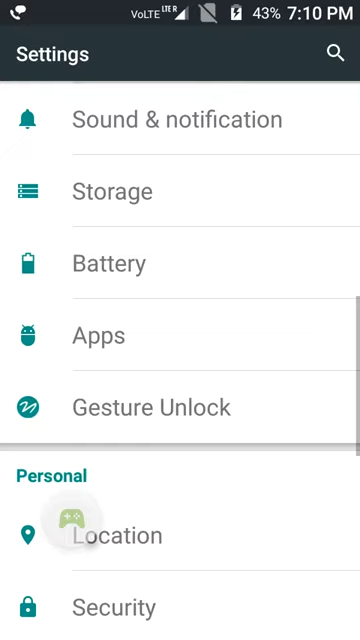 VoLTE LTE R 43% 7:10 PM
Settings
Sound & notification
Storage
Battery
Apps
Gesture Unlock
Personal
Location
Security